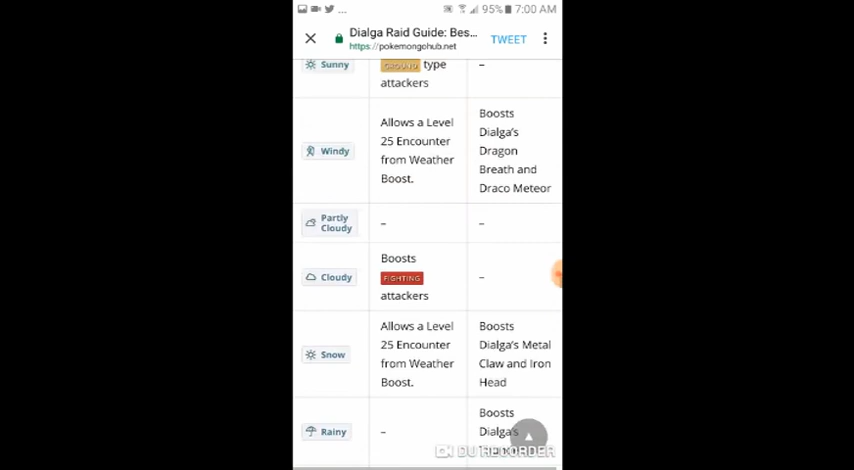 ... 95% 7:00 AM
Dialga Raid Guide: Bes...
https://pokemongohub.net
TWEET
Sunny
GROUND type
attackers
–
Windy
Allows a Level
25 Encounter
from Weather
Boost.
Boosts
Dialga's
Dragon
Breath and
Draco Meteor
Partly
Cloudy
–
–
Cloudy
Boosts
FIGHTING
attackers
–
Snow
Allows a Level
25 Encounter
from Weather
Boost.
Boosts
Dialga's Metal
Claw and Iron
Head
Rainy
–
Boosts
Dialga's
DU RECORDER